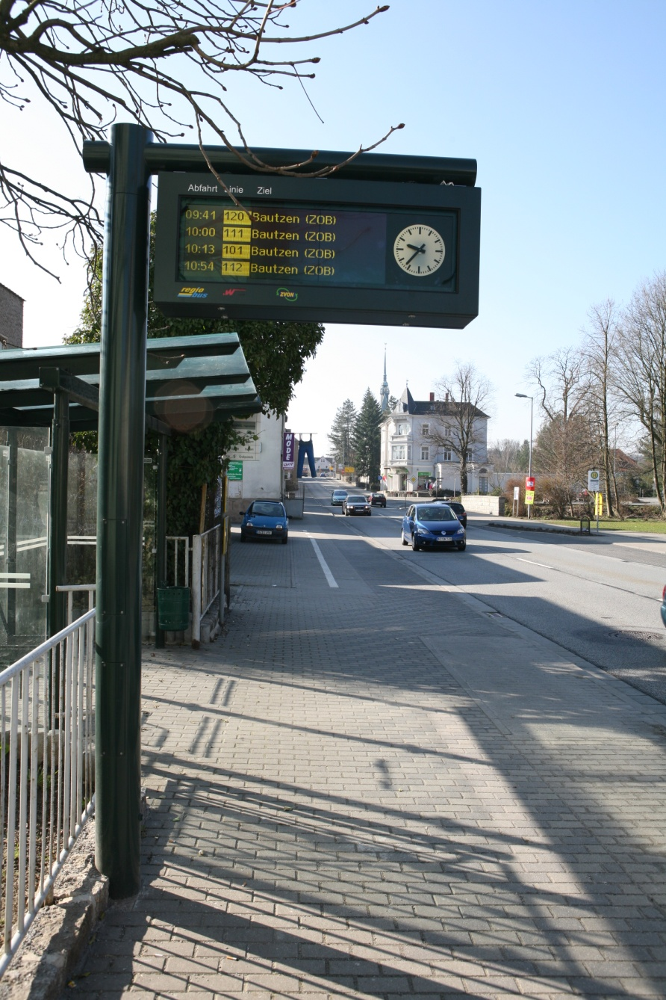 Abfahrt Linie Ziel
09:41 120 Bautzen (ZOB)
10:00 111 Bautzen (ZOB)
10:13 101 Bautzen (ZOB)
10:54 112 Bautzen (ZOB)
regio
bus
ZVON
MODE